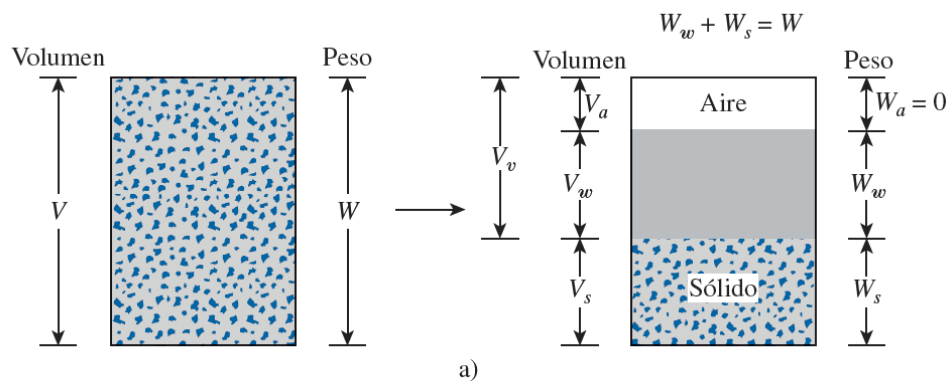 W_w + W_s = W
Volumen Peso Volumen Peso
V_a Aire W_a = 0
V_v
V W V_w W_w
V_s Sólido W_s
a)